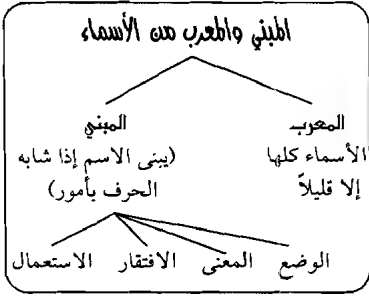 المبني والمعرب من الأسماء
المعرب
الأسماء كلها
إلا قليلاً
المبني
(يبنى الاسم إذا شابه
الحرف بأمور)
الوضع المعنى الافتقار الاستعمال